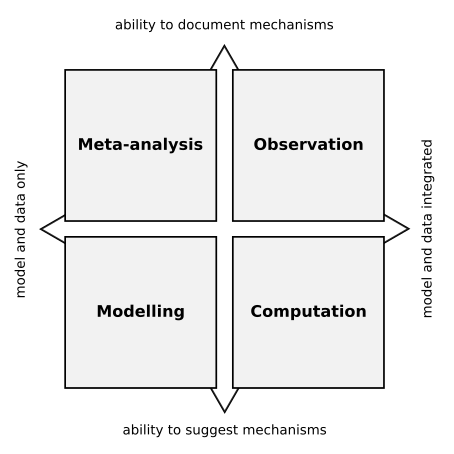 ability to document mechanisms
Meta-analysis
Observation
model and data only
model and data integrated
Modelling
Computation
ability to suggest mechanisms